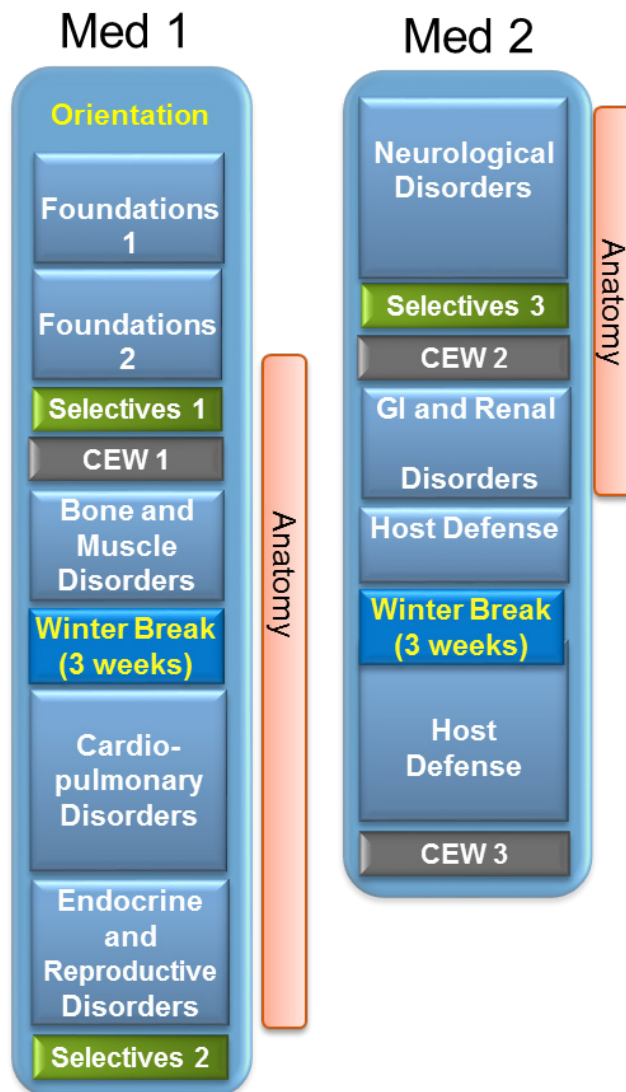 Med 1
Orientation
Foundations
1
Foundations
2
Selectives 1
CEW 1
Bone and
Muscle
Disorders
Winter Break
(3 weeks)
Cardio-
pulmonary
Disorders
Endocrine
and
Reproductive
Disorders
Selectives 2
Anatomy
Med 2
Neurological
Disorders
Selectives 3
CEW 2
GI and Renal
Disorders
Host Defense
Winter Break
(3 weeks)
Host
Defense
CEW 3
Anatomy